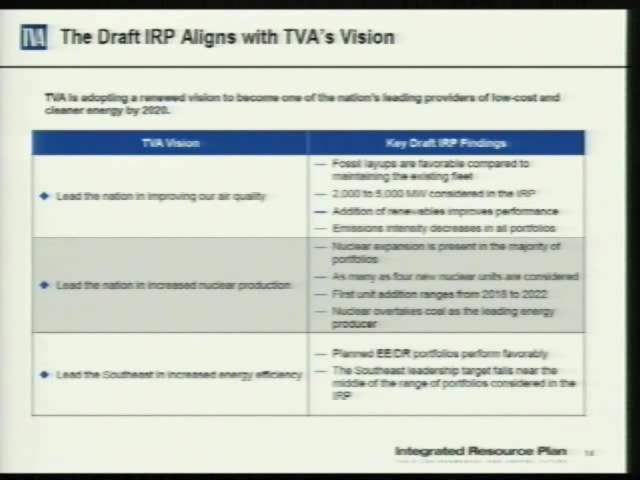 TVA The Draft IRP Aligns with TVA's Vision
TVA is adopting a renewed vision to become one of the nation's leading providers of low-cost and
cleaner energy by 2020.
TVA Vision
Key Draft IRP Findings
Lead the nation in improving our air quality
— Fossil layups are favorable compared to
maintaining the existing fleet
— 2,000 to 5,000 MW considered in the IRP
— Addition of renewables improves performance
— Emissions intensity decreases in all portfolios
Lead the nation in increased nuclear production
— Nuclear expansion is present in the majority of
portfolios
— As many as four new nuclear units are considered
— First unit addition ranges from 2018 to 2022
— Nuclear overtakes coal as the leading energy
producer
Lead the Southeast in increased energy efficiency
— Planned EE/DR portfolios perform favorably
— The Southeast leadership target falls near the
middle of the range of portfolios considered in the
IRP
Integrated Resource Plan